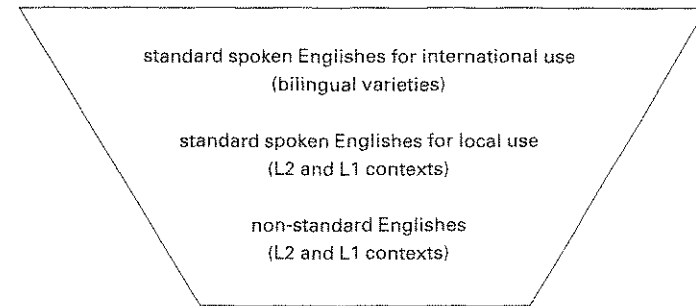 standard spoken Englishes for international use
(bilingual varieties)
standard spoken Englishes for local use
(L2 and L1 contexts)
non-standard Englishes
(L2 and L1 contexts)